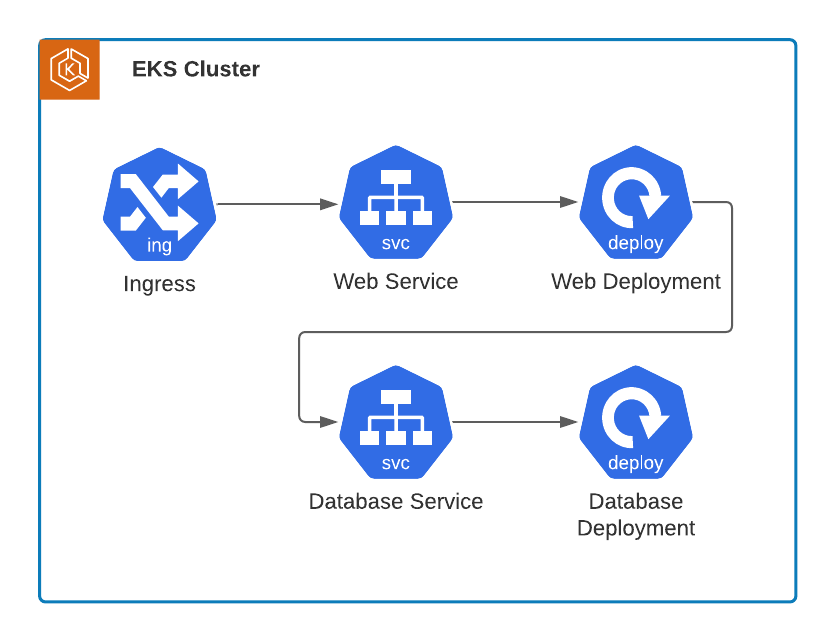 K
EKS Cluster
ing
Ingress
svc
Web Service
deploy
Web Deployment
svc
Database Service
deploy
Database
Deployment